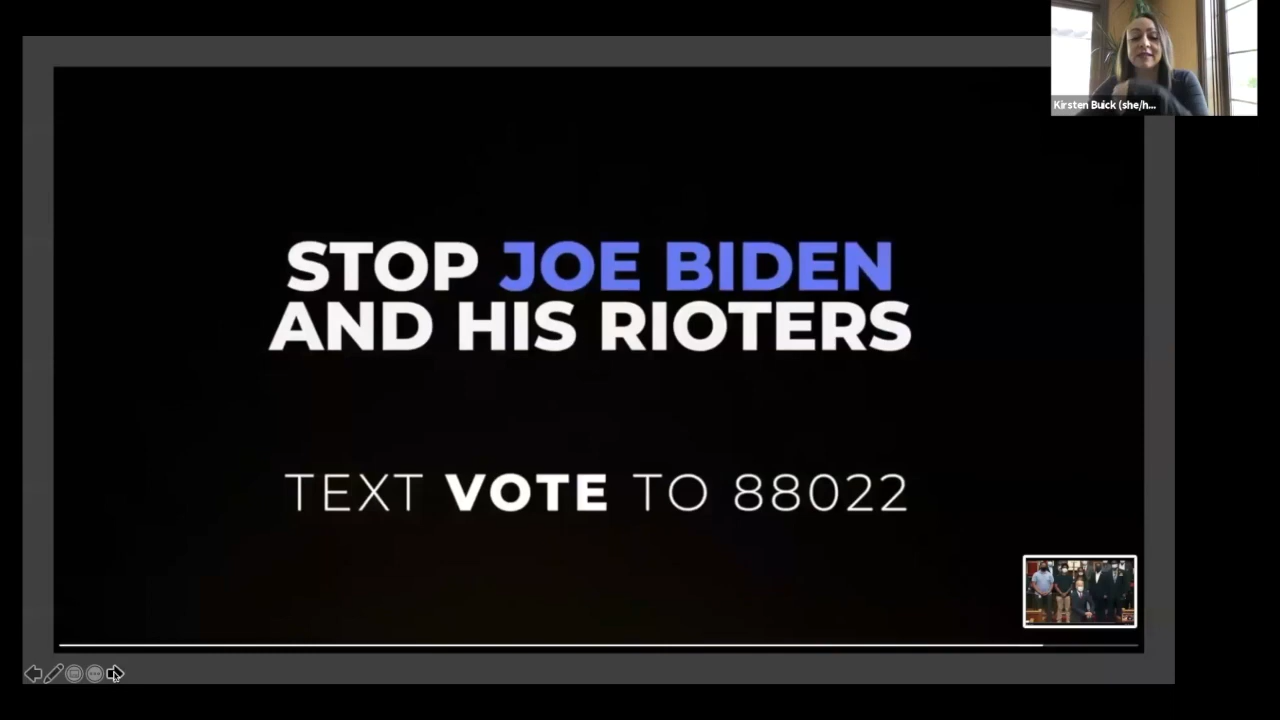 Kirsten Buick (she/h...
STOP JOE BIDEN
AND HIS RIOTERS
TEXT VOTE TO 88022